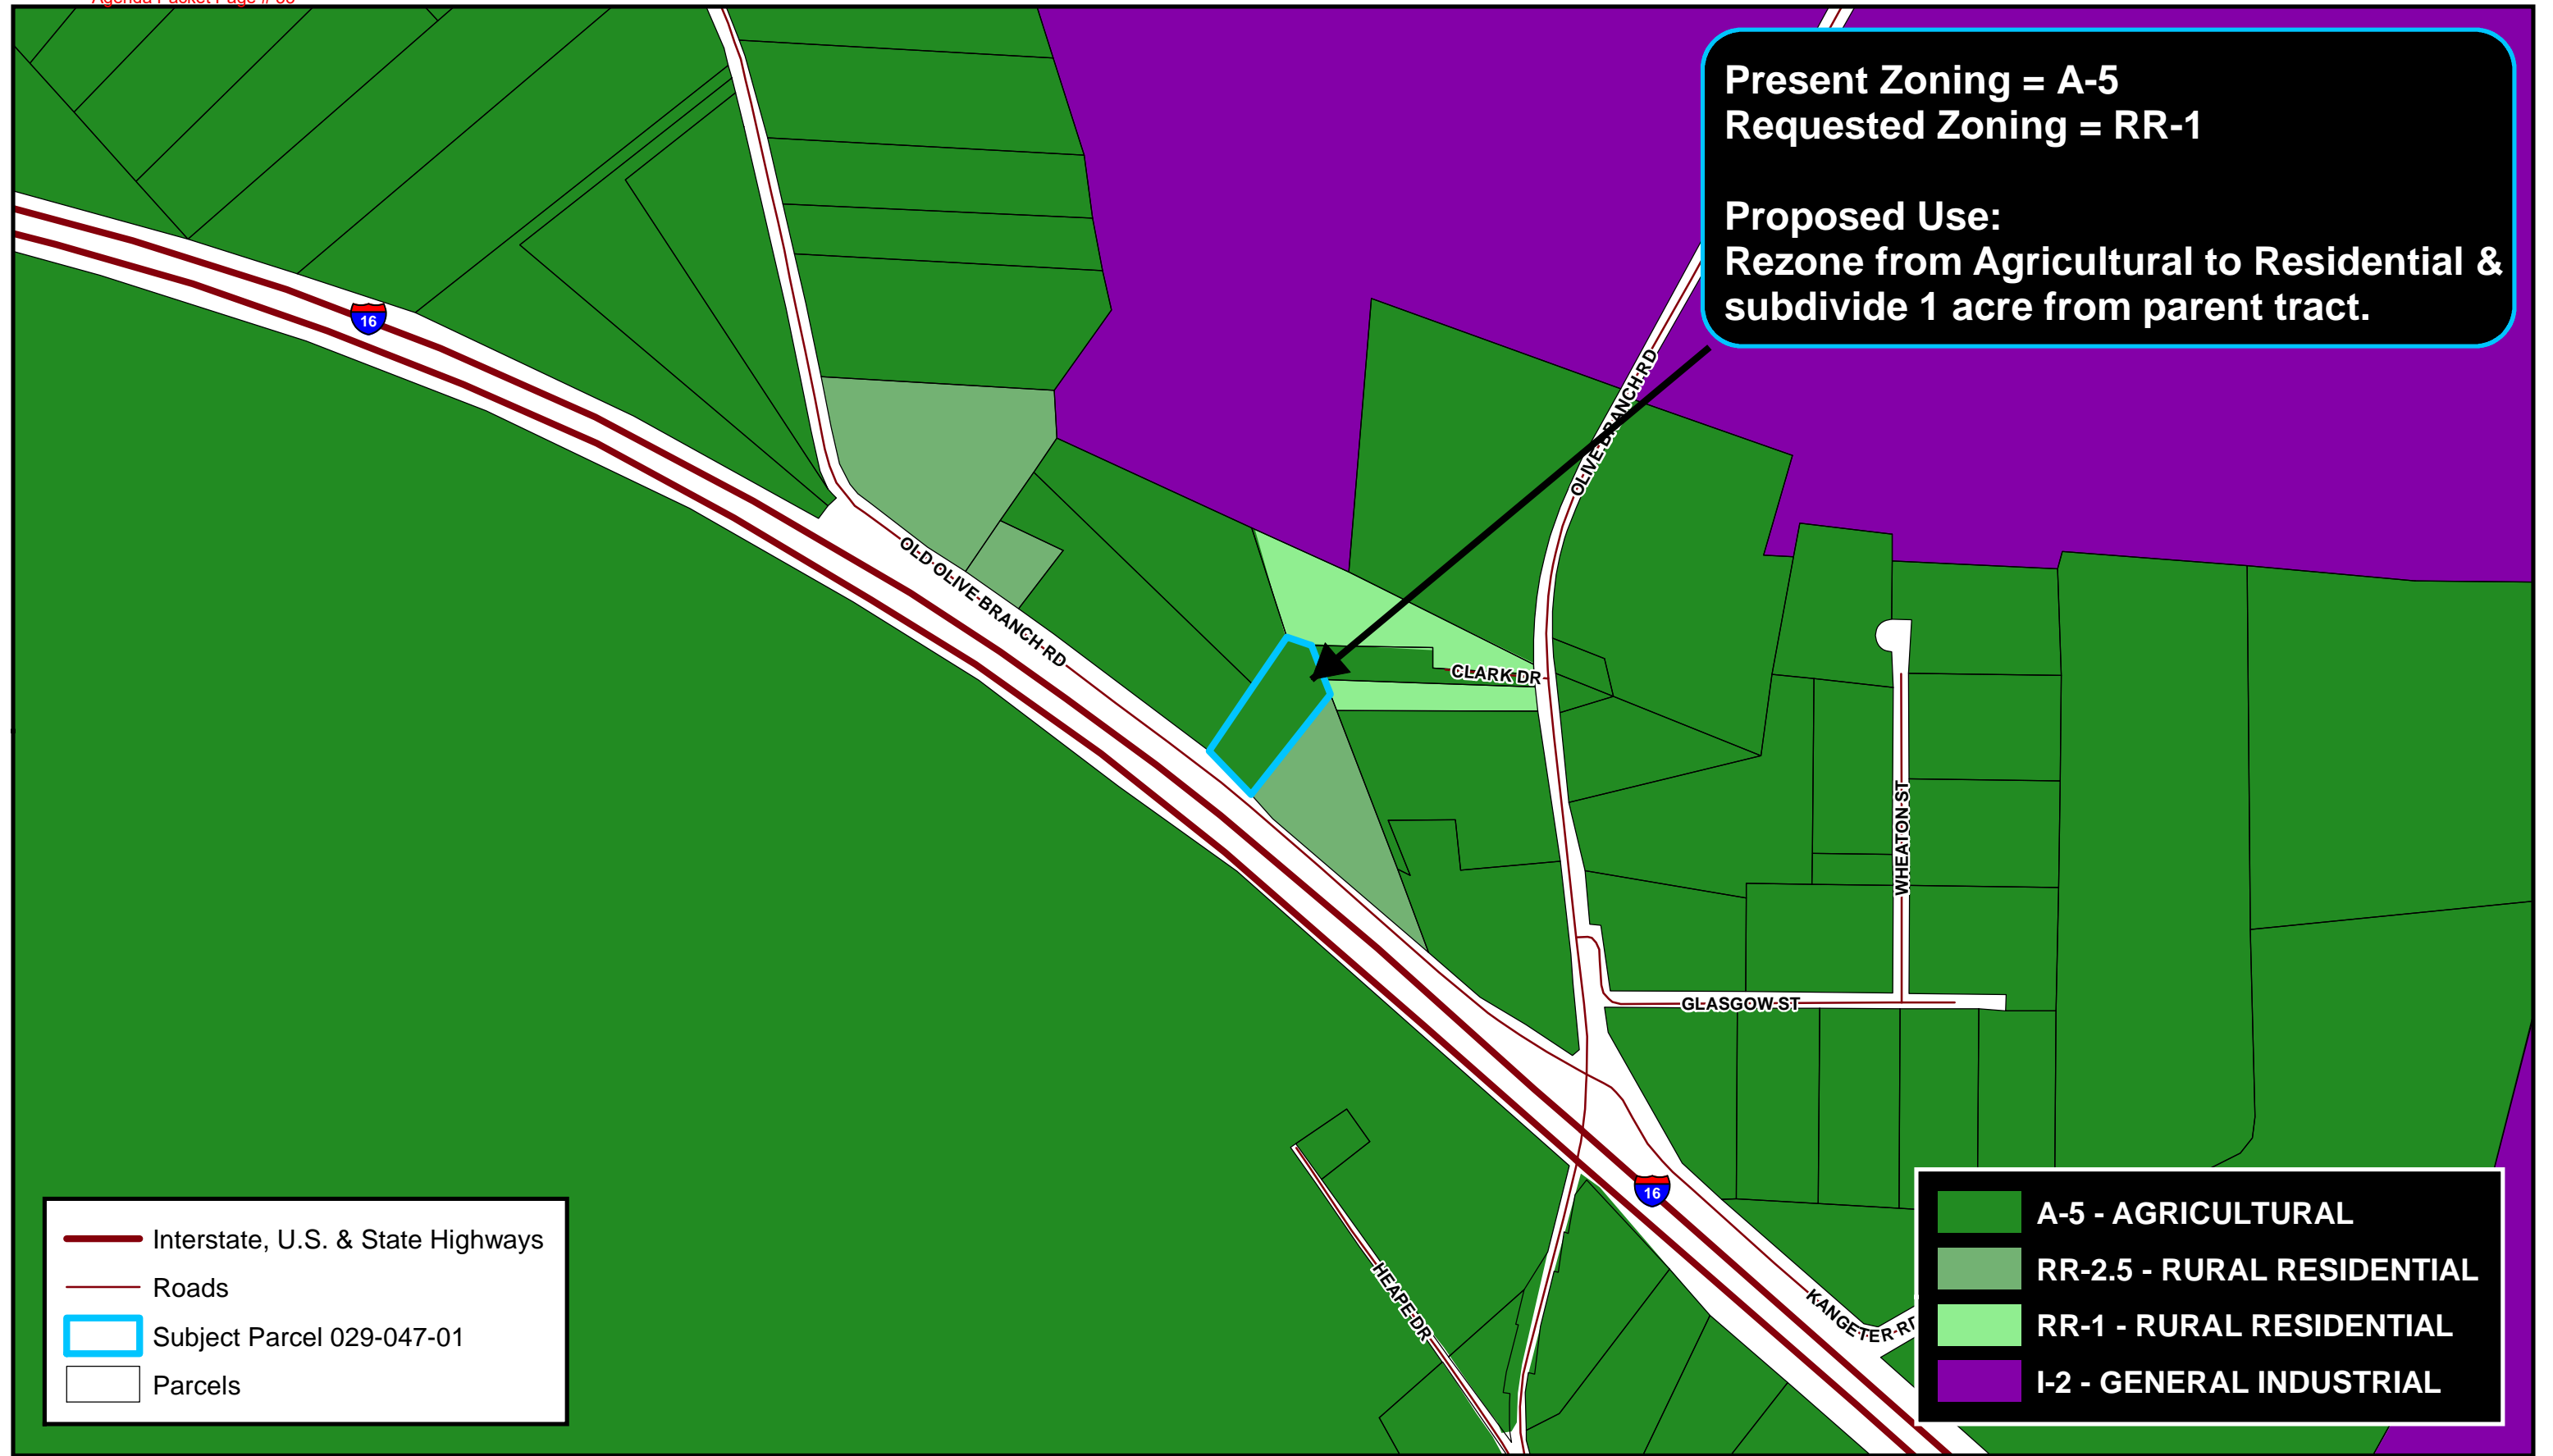 Present Zoning = A-5
Requested Zoning = RR-1
Proposed Use:
Rezone from Agricultural to Residential &
subdivide 1 acre from parent tract.
16
OLIVE BRANCH RD
OLD OLIVE BRANCH RD
CLARK DR
WHEATON ST
GLASGOW ST
16
HEAPE DR
KANGETER RD
Interstate, U.S. & State Highways
Roads
Subject Parcel 029-047-01
Parcels
A-5 - AGRICULTURAL
RR-2.5 - RURAL RESIDENTIAL
RR-1 - RURAL RESIDENTIAL
I-2 - GENERAL INDUSTRIAL